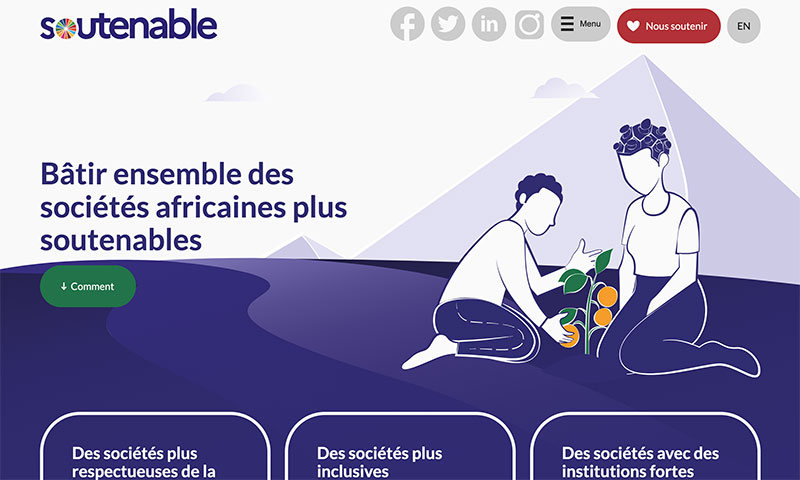 soutenable
Menu
Nous soutenir
EN
Bâtir ensemble des
sociétés africaines plus
soutenables
↓ Comment
Des sociétés plus
respectueuses de la
Des sociétés plus
inclusives
Des sociétés avec des
institutions fortes